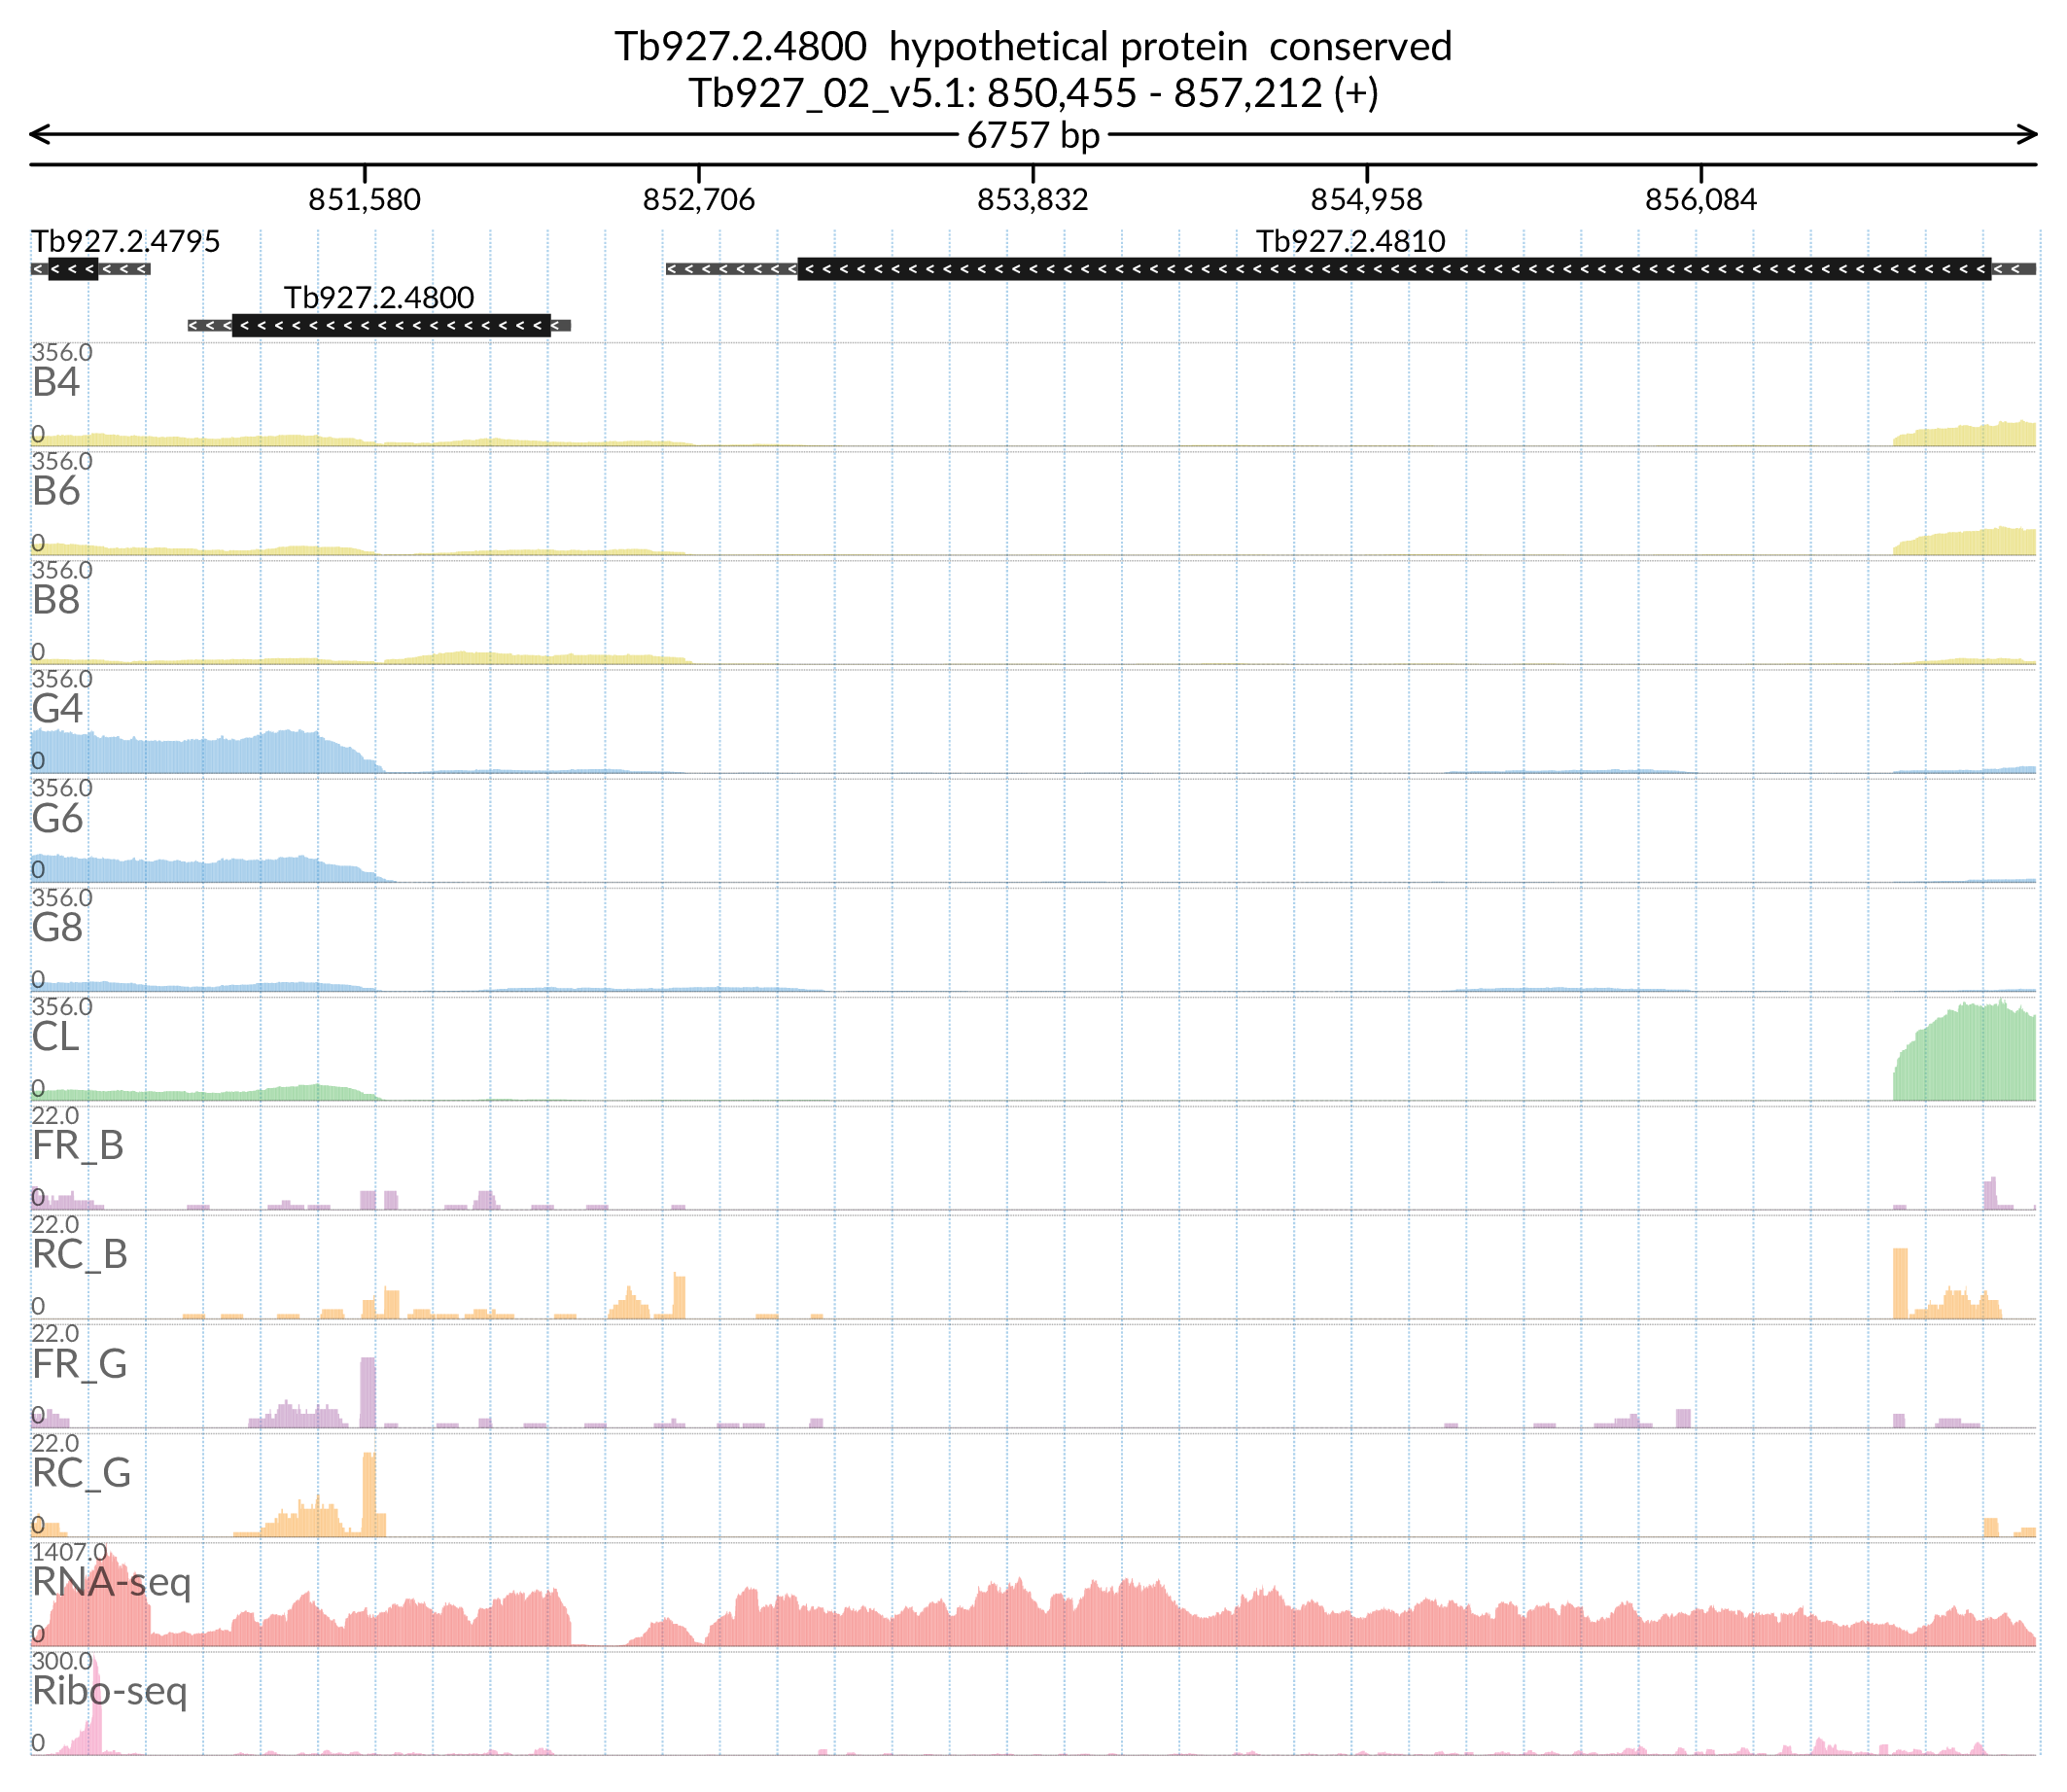 Tb927.2.4800  hypothetical protein  conserved
Tb927_02_v5.1: 850,455 - 857,212 (+)
6757 bp
851,580 852,706 853,832 854,958 856,084
Tb927.2.4795 Tb927.2.4810
Tb927.2.4800
356.0
B4
0
356.0
B6
0
356.0
B8
0
356.0
G4
0
356.0
G6
0
356.0
G8
0
356.0
CL
0
22.0
FR_B
0
22.0
RC_B
0
22.0
FR_G
0
22.0
RC_G
0
1407.0
RNA-seq
0
300.0
Ribo-seq
0